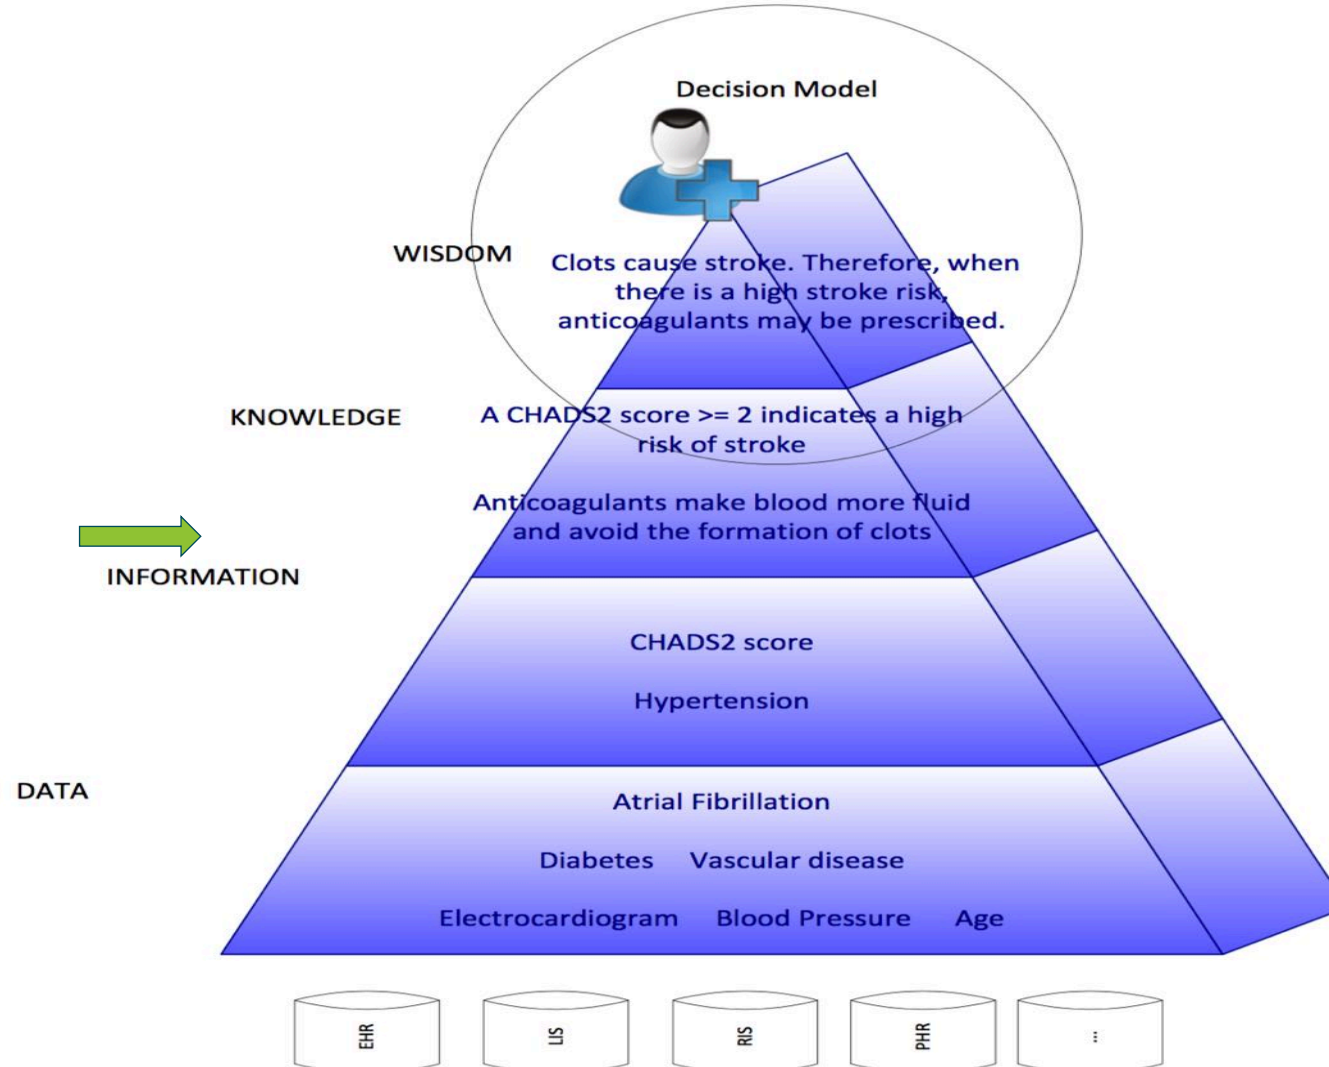 Decision Model
WISDOM
Clots cause stroke. Therefore, when
there is a high stroke risk,
anticoagulants may be prescribed.
KNOWLEDGE
A CHADS2 score >= 2 indicates a high
risk of stroke
Anticoagulants make blood more fluid
and avoid the formation of clots
INFORMATION
CHADS2 score
Hypertension
DATA
Atrial Fibrillation
Diabetes Vascular disease
Electrocardiogram Blood Pressure Age
EHR
LIS
RIS
PHR
...